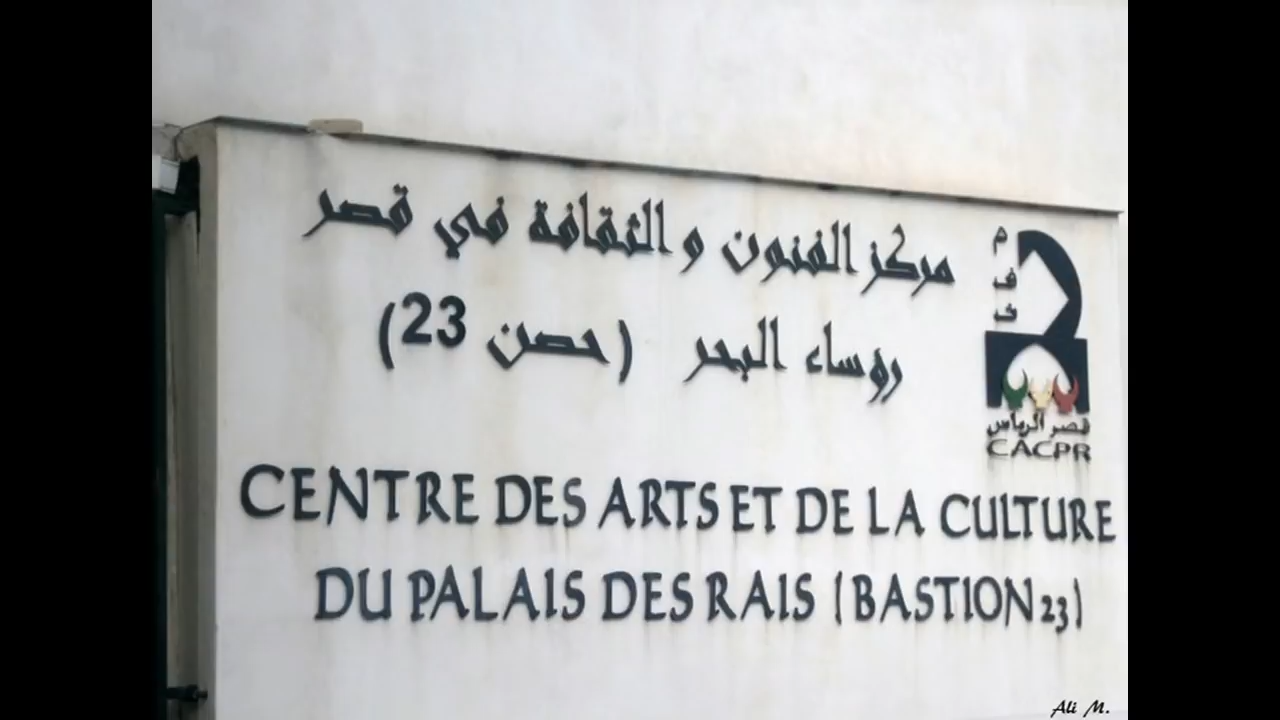 مركز الفنون و الثقافة في قصر
رؤساء البحر (حصن 23)
م
ف
ث
قصر الرياس
CACPR
CENTRE DES ARTS ET DE LA CULTURE
DU PALAIS DES RAIS (BASTION 23)
Ali M.